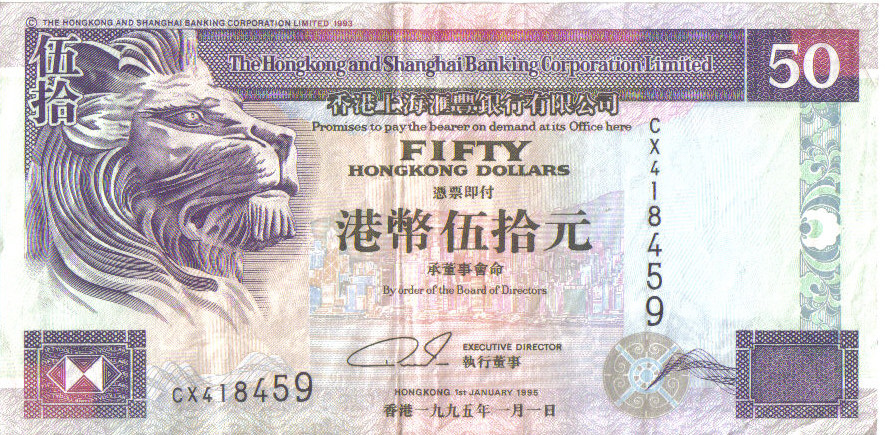 © THE HONGKONG AND SHANGHAI BANKING CORPORATION LIMITED 1993
伍拾
The Hongkong and Shanghai Banking Corporation Limited
50
香港上海滙豐銀行有限公司
Promises to pay the bearer on demand at its Office here
CX418459
FIFTY
HONGKONG DOLLARS
憑票即付
港幣伍拾元
承董事會命
By order of the Board of Directors
EXECUTIVE DIRECTOR
執行董事
CX418459
HONGKONG 1st JANUARY 1995
香港一九九五年一月一日